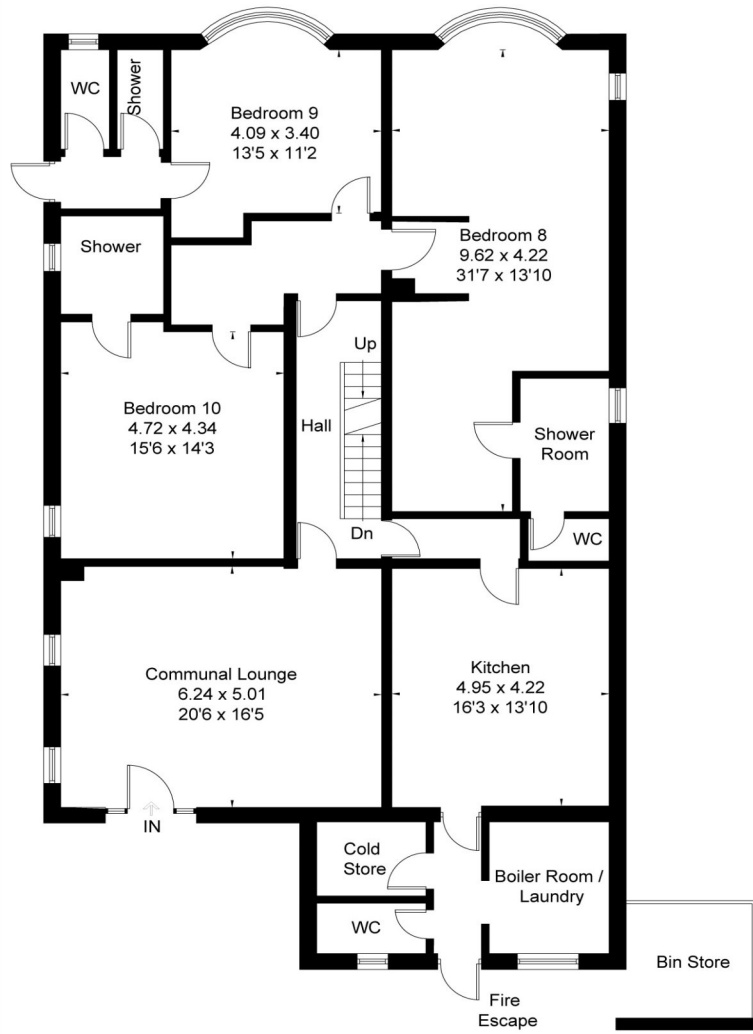 WC
Shower
Bedroom 9
4.09 x 3.40
13'5 x 11'2
Bedroom 8
9.62 x 4.22
31'7 x 13'10
Shower
Up
Bedroom 10
4.72 x 4.34
15'6 x 14'3
Hall
Shower
Room
Dn
WC
Communal Lounge
6.24 x 5.01
20'6 x 16'5
Kitchen
4.95 x 4.22
16'3 x 13'10
IN
Cold
Store
Boiler Room /
Laundry
WC
Bin Store
Fire
Escape